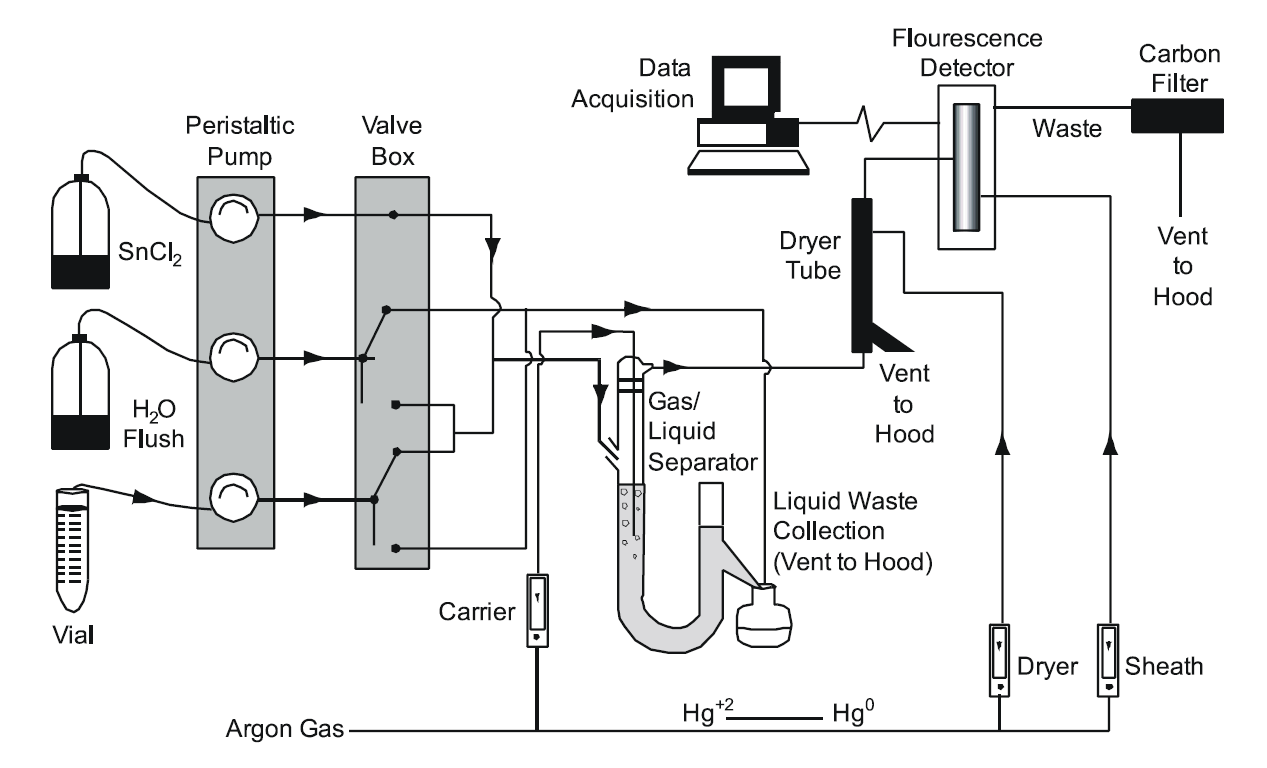 Flourescence
Detector
Carbon
Filter
Data
Acquisition
Peristaltic
Pump
Valve
Box
Waste
SnCl₂
Dryer
Tube
Vent
to
Hood
H₂O
Flush
Vent
to
Hood
Gas/
Liquid
Separator
Liquid Waste
Collection
(Vent to Hood)
Vial
Carrier
Dryer
Sheath
Argon Gas
Hg⁺² Hg⁰